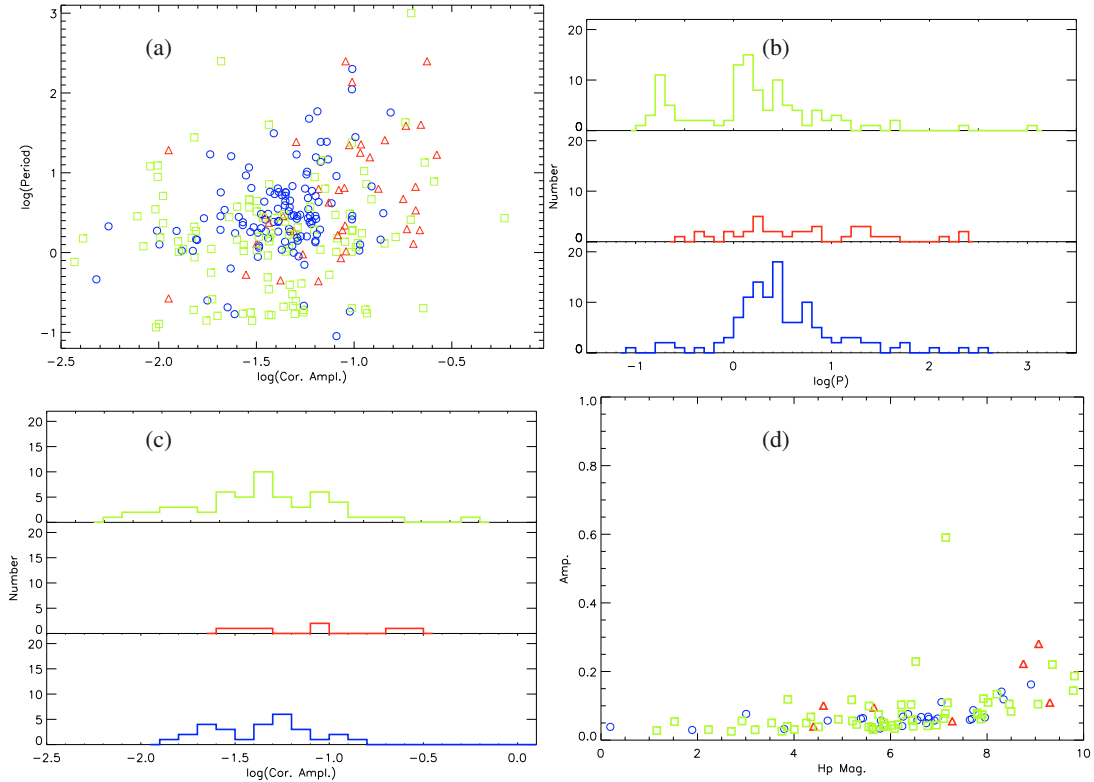 (a)
3
2
1
0
−1
log(Period)
−2.5 −2.0 −1.5 −1.0 −0.5
log(Cor. Ampl.)
(b)
20
10
0
20
10
0
20
10
0
Number
−1 0 1 2 3
log(P)
(c)
20
15
10
5
0
20
15
10
5
0
20
15
10
5
0
Number
−2.5 −2.0 −1.5 −1.0 −0.5 0.0
log(Cor. Ampl.)
(d)
1.0
0.8
0.6
0.4
0.2
0.0
Amp.
0 2 4 6 8 10
Hp Mag.